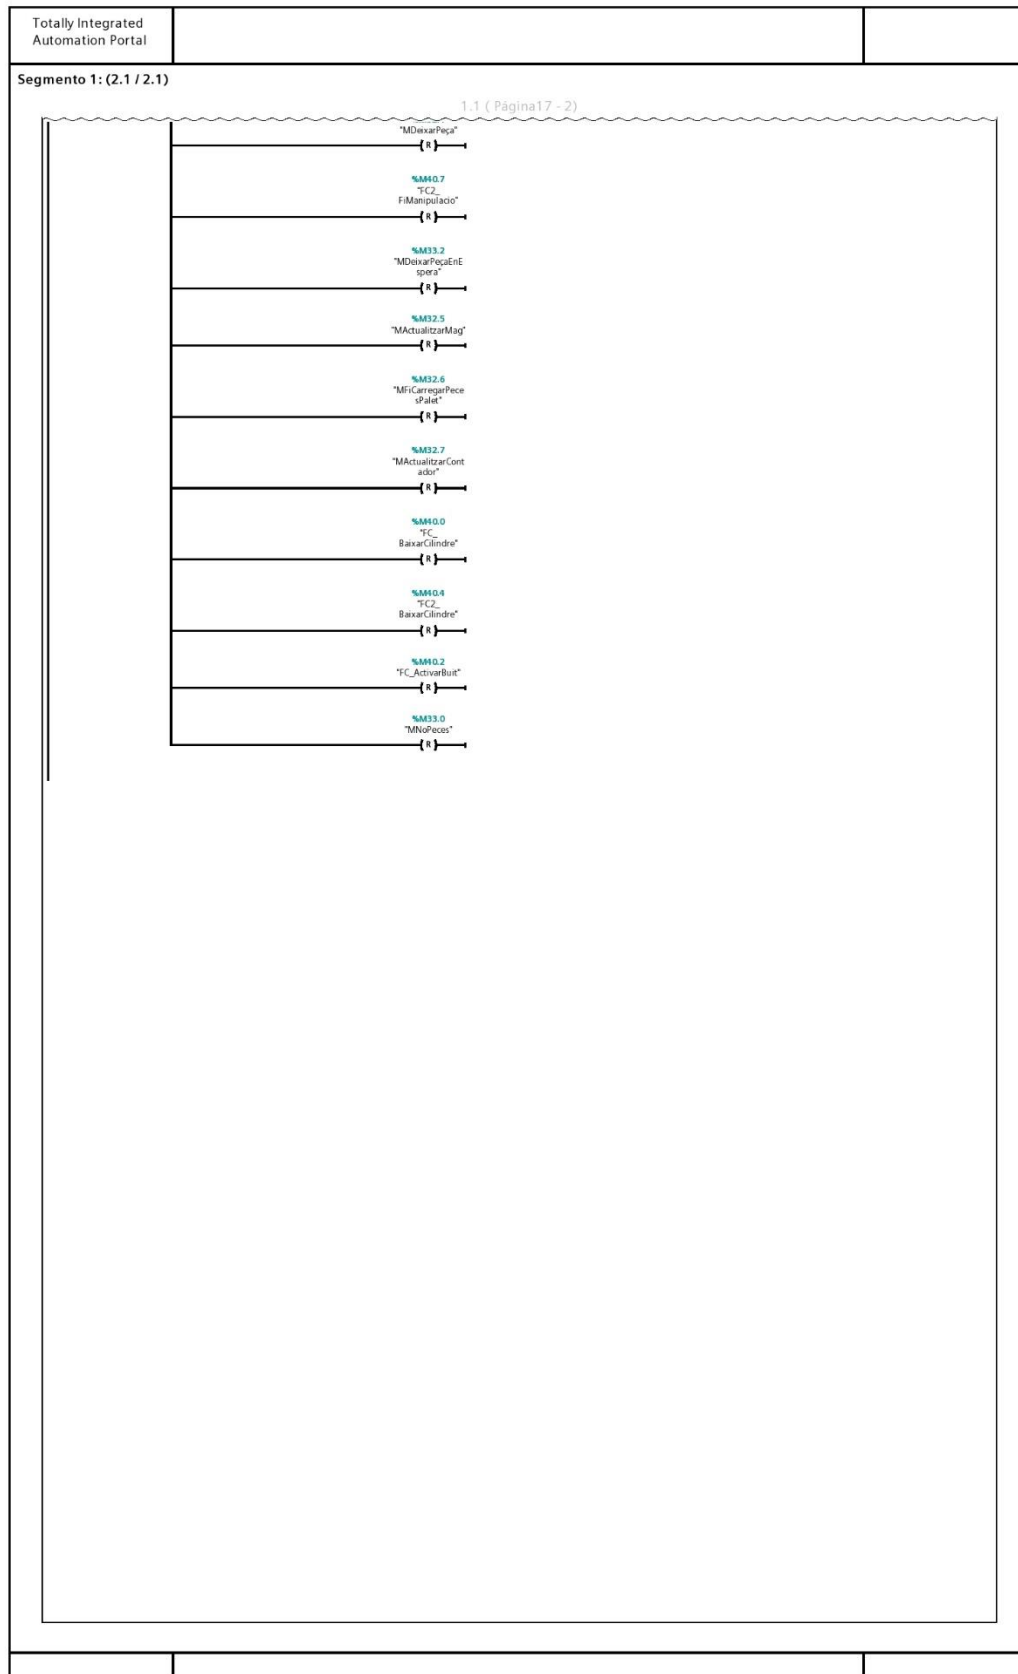 Totally Integrated
Automation Portal
Segmento 1: (2.1 / 2.1)
1.1 ( Página17 - 2)
"MDeixarPeça"
R
%M40.7
"FC2_
FiManipulacio"
R
%M33.2
"MDeixarPeçaEnE
spera"
R
%M32.5
"MActualitzarMag"
R
%M32.6
"MFiCarregarPece
sPalet"
R
%M32.7
"MActualitzarCont
ador"
R
%M40.0
"FC_
BaixarCilindre"
R
%M40.4
"FC2_
BaixarCilindre"
R
%M40.2
"FC_ActivarBuit"
R
%M33.0
"MNoPeces"
R